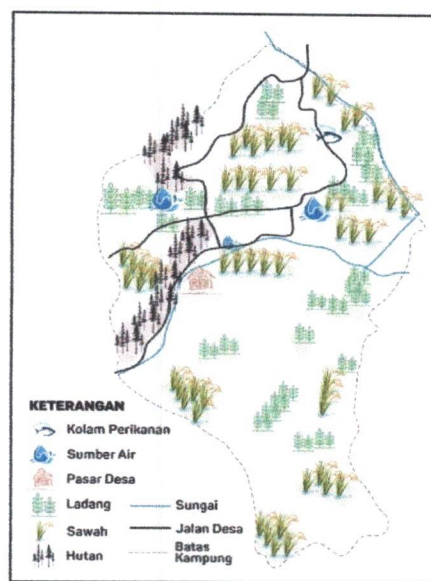 KETERANGAN
Kolam Perikanan
Sumber Air
Pasar Desa
Ladang
Sungai
Sawah
Jalan Desa
Hutan
Batas
Kampung